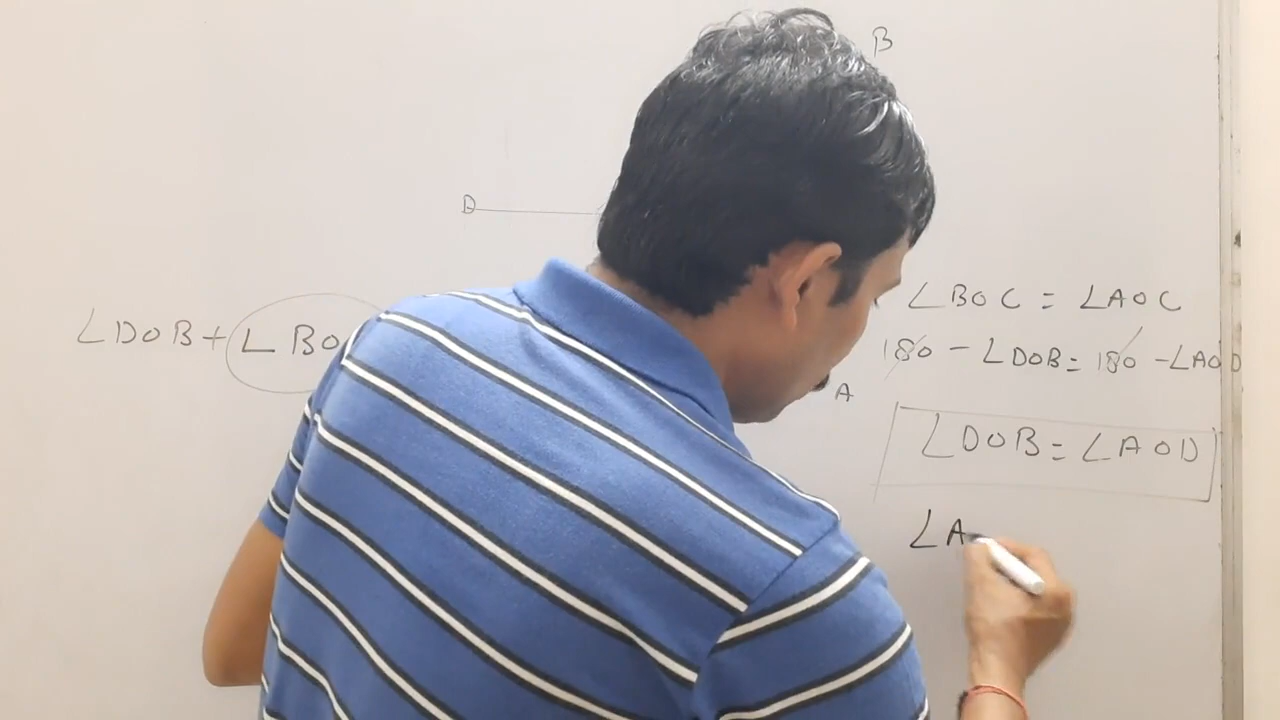 B
D
∠BOC = ∠AOC
∠DOB + ∠BO
180 - ∠DOB = 180 - ∠AOD
A
∠DOB = ∠AOD
∠A